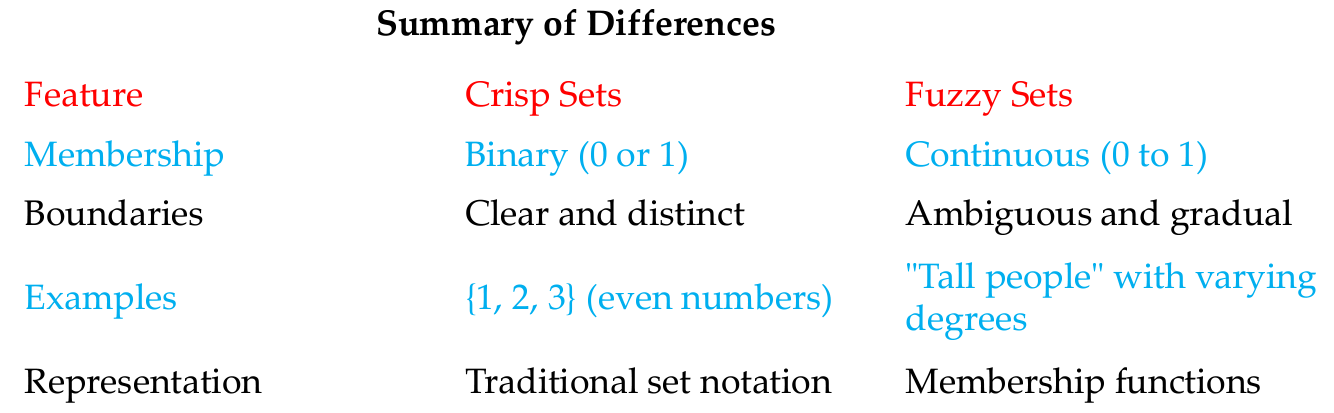 Summary of Differences
Feature Crisp Sets Fuzzy Sets
Membership Binary (0 or 1) Continuous (0 to 1)
Boundaries Clear and distinct Ambiguous and gradual
Examples {1, 2, 3} (even numbers) "Tall people" with varying
degrees
Representation Traditional set notation Membership functions